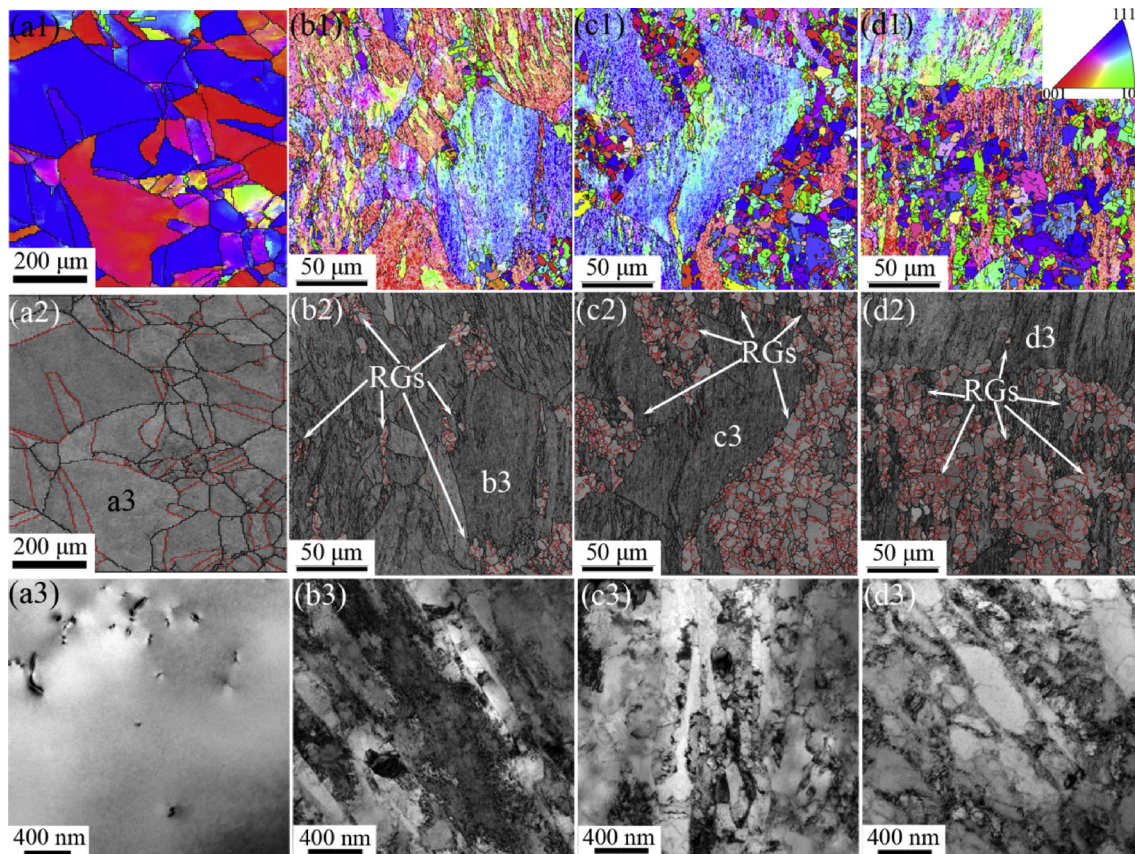 (a1)
200 μm
(b1)
50 μm
(c1)
50 μm
(d1)
50 μm
111
001
10
(a2)
a3
200 μm
(b2)
RGs
b3
50 μm
(c2)
RGs
c3
50 μm
(d2)
d3
RGs
50 μm
(a3)
400 nm
(b3)
400 nm
(c3)
400 nm
(d3)
400 nm